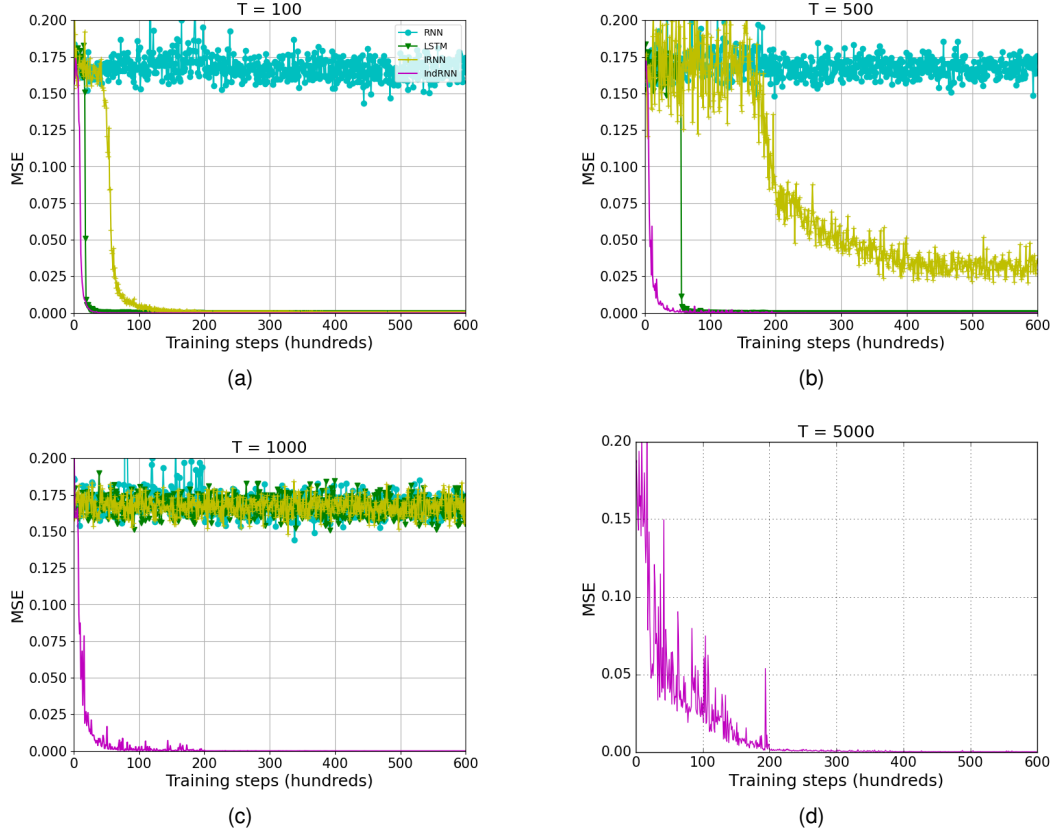 T = 100
0.200
0.175
0.150
0.125
0.100
0.075
0.050
0.025
0.000
MSE
RNN
LSTM
IRNN
IndRNN
0 100 200 300 400 500 600
Training steps (hundreds)
(a)
T = 500
0.200
0.175
0.150
0.125
0.100
0.075
0.050
0.025
0.000
MSE
0 100 200 300 400 500 600
Training steps (hundreds)
(b)
T = 1000
0.200
0.175
0.150
0.125
0.100
0.075
0.050
0.025
0.000
MSE
0 100 200 300 400 500 600
Training steps (hundreds)
(c)
T = 5000
0.20
0.15
0.10
0.05
0.00
MSE
0 100 200 300 400 500 600
Training steps (hundreds)
(d)